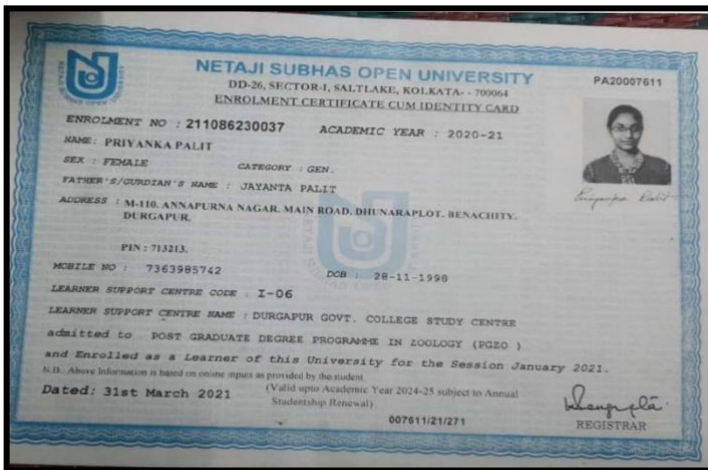 NETAJI SUBHAS OPEN UNIVERSITY
PA20007611
DD-26, SECTOR-I, SALTLAKE, KOLKATA- - 700064
ENROLMENT CERTIFICATE CUM IDENTITY CARD
ENROLMENT NO : 211086230037 ACADEMIC YEAR : 2020-21
NAME: PRIYANKA PALIT
SEX : FEMALE CATEGORY : GEN.
FATHER'S/GURDIAN'S NAME : JAYANTA PALIT
Priyanka Palit
ADDRESS : M-110, ANNAPURNA NAGAR, MAIN ROAD, DHUNARAPLOT, BENACHITY,
DURGAPUR,
PIN : 713213.
MOBILE NO : 7363985742 DOB : 28-11-1998
LEARNER SUPPORT CENTRE CODE : I-06
LEARNER SUPPORT CENTRE NAME : DURGAPUR GOVT. COLLEGE STUDY CENTRE
admitted to POST GRADUATE DEGREE PROGRAMME IN ZOOLOGY (PGZO )
and Enrolled as a Learner of this University for the Session January 2021.
N.B.: Above Information is based on online inputs as provided by the student.
Dated: 31st March 2021 (Valid upto Academic Year 2024-25 subject to Annual
Studentship Renewal)
007611/21/271
REGISTRAR